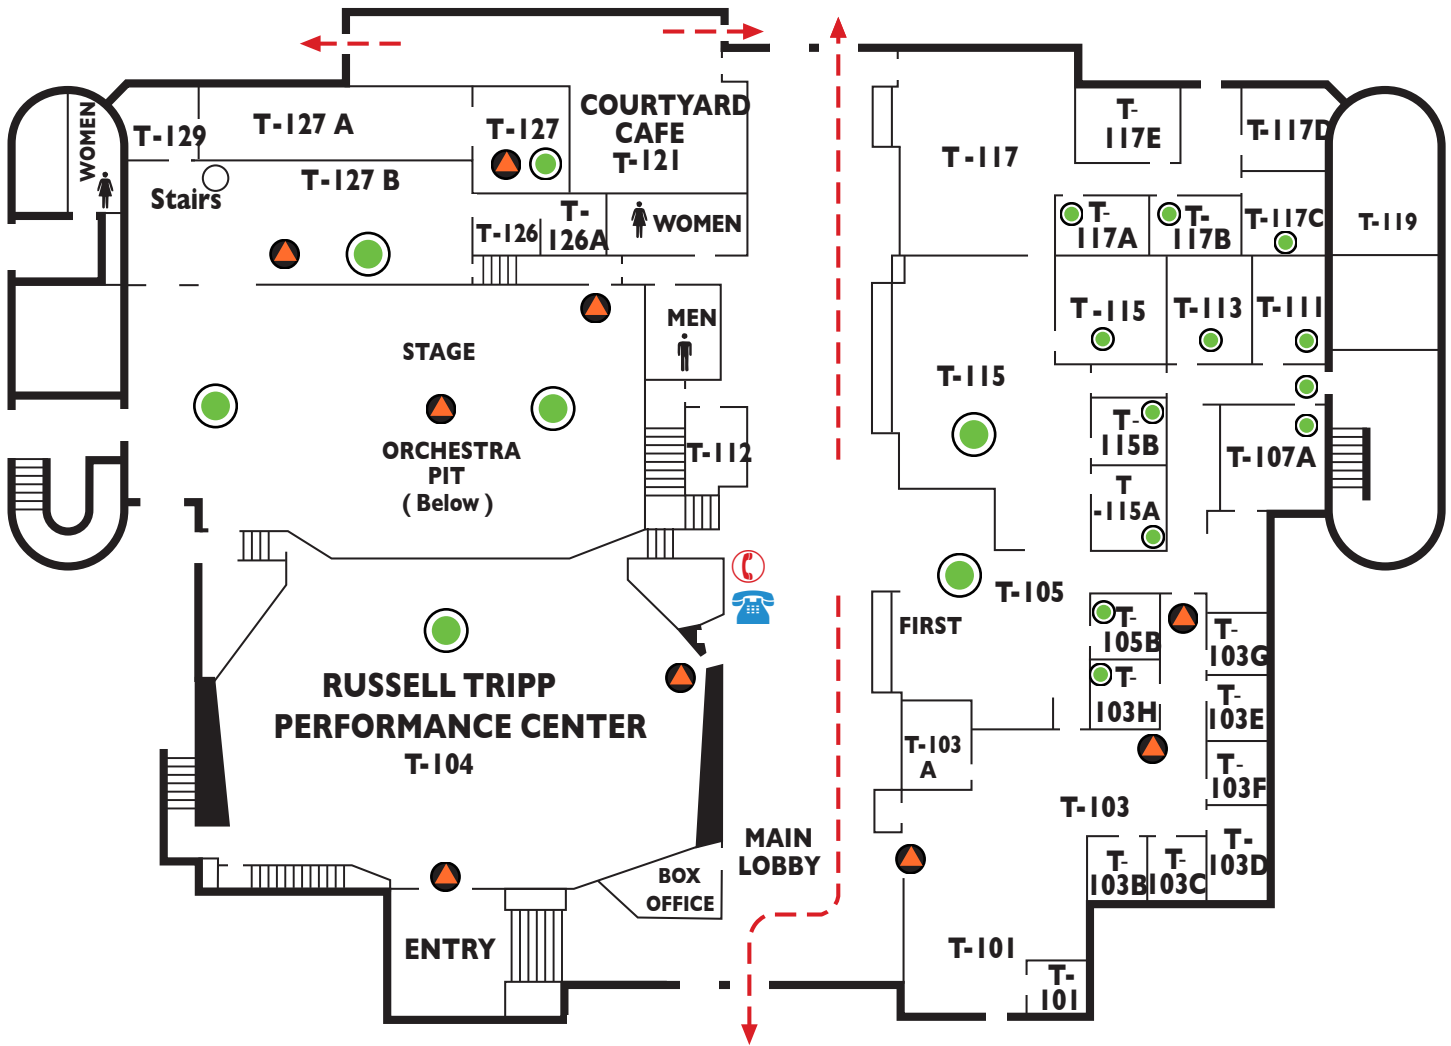 COURTYARD
CAFE
T-121
WOMEN
T-129
T-127 A
T-127
T-127 B
Stairs
T-126
T-
126A
WOMEN
MEN
STAGE
ORCHESTRA
PIT
( Below )
T-112
RUSSELL TRIPP
PERFORMANCE CENTER
T-104
ENTRY
BOX
OFFICE
MAIN
LOBBY
T-117
T-
117E
T-117D
T-
117A
T-
117B
T-117C
T-119
T -115
T-113
T-111
T-115
T-
115B
T
-115A
T-107A
T-105
FIRST
T-
105B
T-
103H
T-
103G
T-
103E
T-
103F
T-
103D
T-103
A
T-103
T-
103B
T-
103C
T-101
T-
101